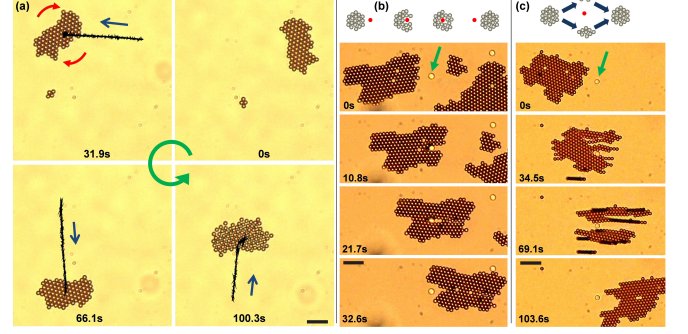 (a)
31.9s
0s
66.1s
100.3s
(b)
0s
10.8s
21.7s
32.6s
(c)
0s
34.5s
69.1s
103.6s